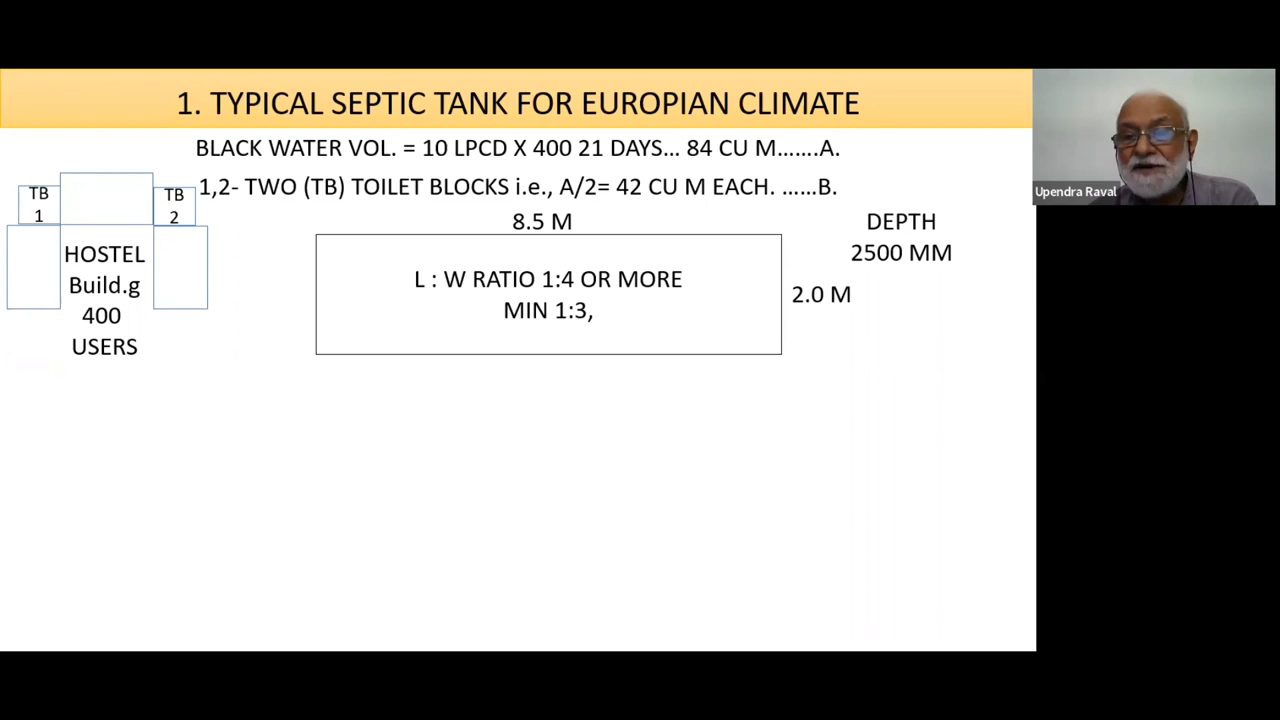 1. TYPICAL SEPTIC TANK FOR EUROPIAN CLIMATE
BLACK WATER VOL. = 10 LPCD X 400 21 DAYS... 84 CU M.......A.
1,2- TWO (TB) TOILET BLOCKS i.e., A/2= 42 CU M EACH. ......B.
TB
1
TB
2
HOSTEL
Build.g
400
USERS
8.5 M
L : W RATIO 1:4 OR MORE
MIN 1:3,
2.0 M
DEPTH
2500 MM
Upendra Raval